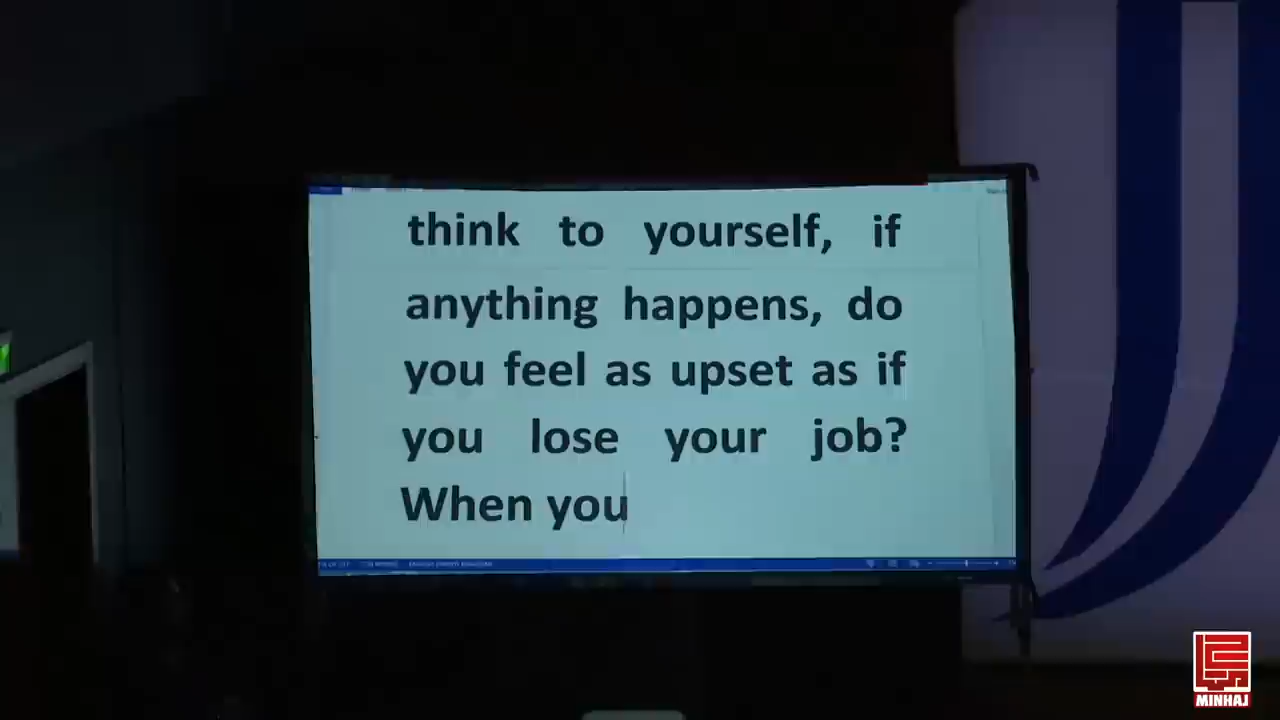 think to yourself, if
anything happens, do
you feel as upset as if
you lose your job?
When you
MINHAJ